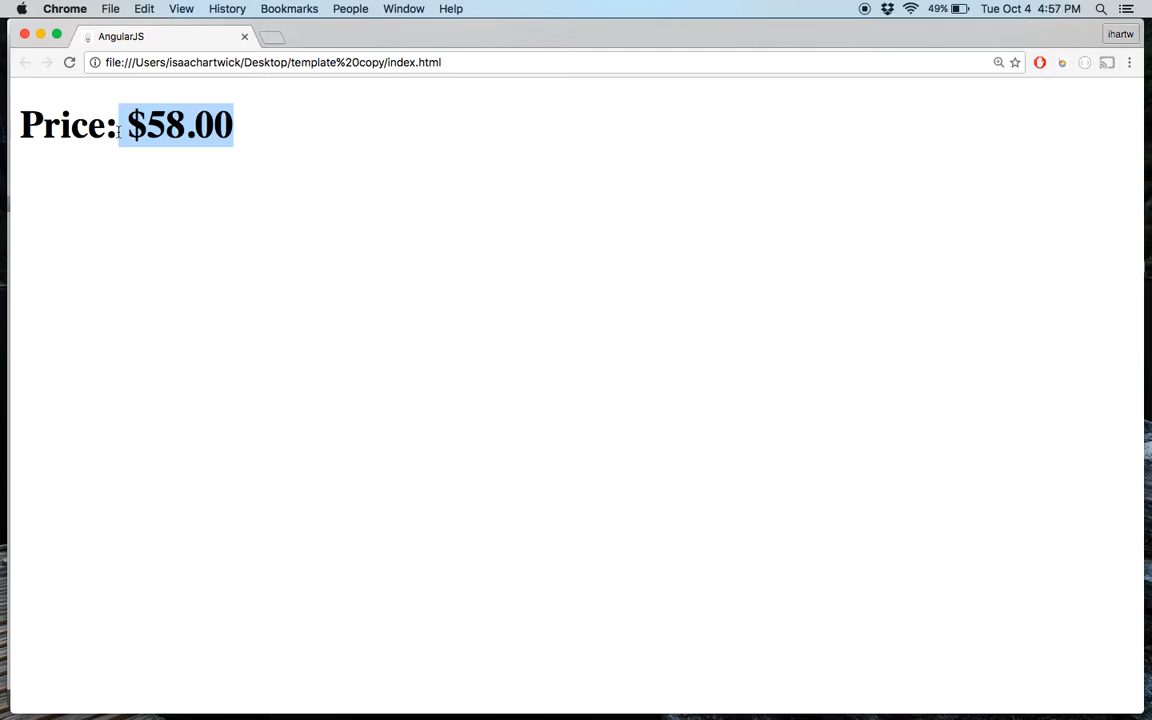 Chrome File Edit View History Bookmarks People Window Help 49% Tue Oct 4 4:57 PM
AngularJS ihartw
file:///Users/isaachartwick/Desktop/template%20copy/index.html
Price: $58.00